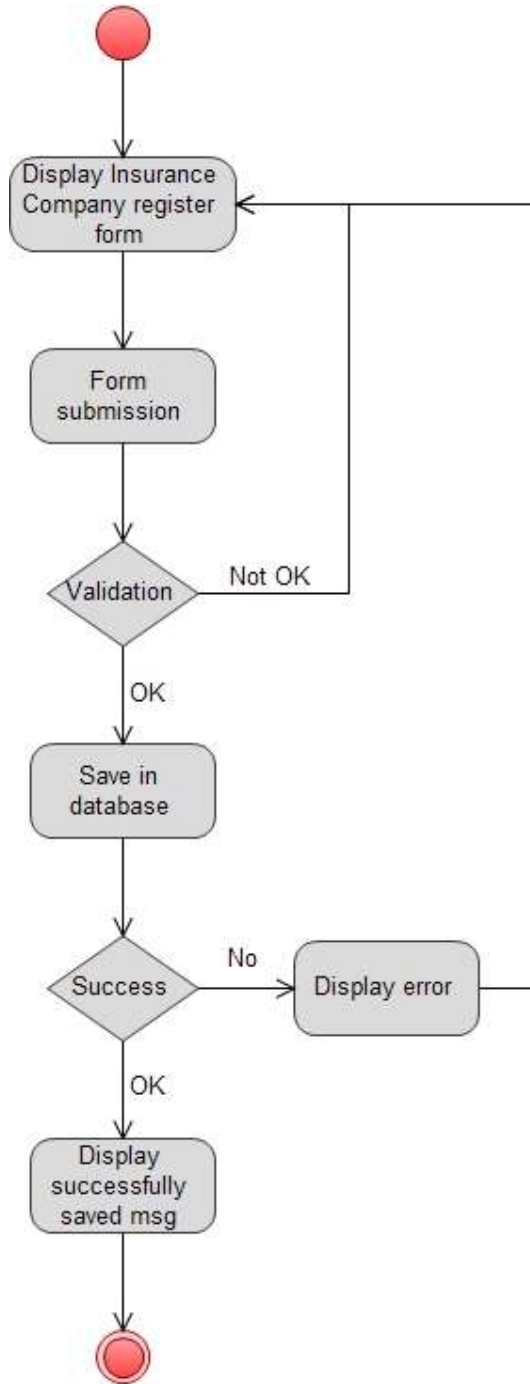 Display Insurance
Company register
form
Form
submission
Validation
Not OK
OK
Save in
database
Success
No
Display error
OK
Display
successfully
saved msg